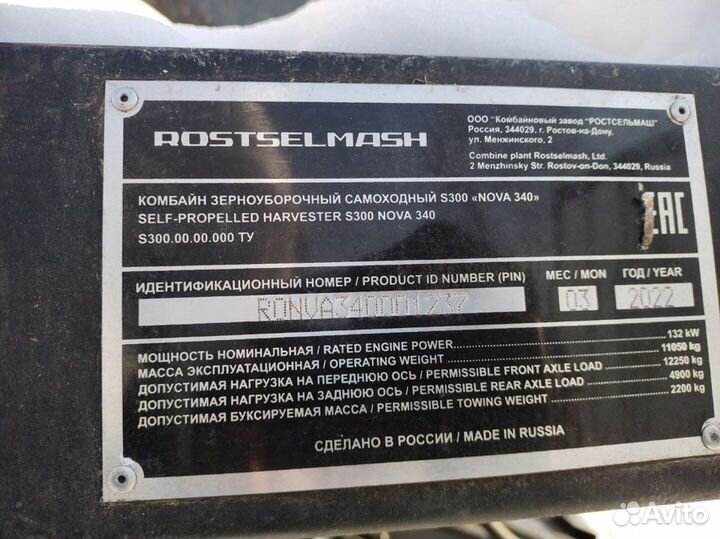 ROSTSELMASH
ООО "Комбайновый завод "РОСТСЕЛЬМАШ"
Россия, 344029, г. Ростов-на-Дону,
ул. Менжинского, 2
Combine plant Rostselmash, Ltd.
2 Menzhinsky Str. Rostov-on-Don, 344029, Russia
КОМБАЙН ЗЕРНОУБОРОЧНЫЙ САМОХОДНЫЙ S300 «NOVA 340»
SELF-PROPELLED HARVESTER S300 NOVA 340
S300.00.00.000 ТУ
EAC
ИДЕНТИФИКАЦИОННЫЙ НОМЕР / PRODUCT ID NUMBER (PIN)
МЕС / MON
ГОД / YEAR
R0NVA340001237
03
2022
МОЩНОСТЬ НОМИНАЛЬНАЯ / RATED ENGINE POWER 132 kW
МАССА ЭКСПЛУАТАЦИОННАЯ / OPERATING WEIGHT 11050 kg
ДОПУСТИМАЯ НАГРУЗКА НА ПЕРЕДНЮЮ ОСЬ / PERMISSIBLE FRONT AXLE LOAD 12250 kg
ДОПУСТИМАЯ НАГРУЗКА НА ЗАДНЮЮ ОСЬ / PERMISSIBLE REAR AXLE LOAD 4900 kg
ДОПУСТИМАЯ БУКСИРУЕМАЯ МАССА / PERMISSIBLE TOWING WEIGHT 2200 kg
СДЕЛАНО В РОССИИ / MADE IN RUSSIA
Avito